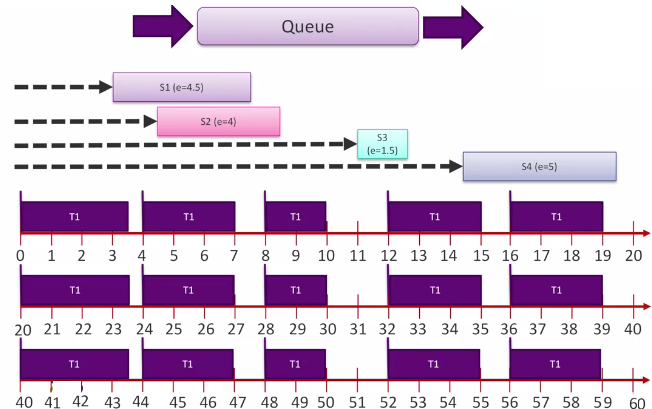 Queue
S1 (e=4.5)
S2 (e=4)
S3
(e=1.5)
S4 (e=5)
T1 T1 T1 T1 T1
0 1 2 3 4 5 6 7 8 9 10 11 12 13 14 15 16 17 18 19 20
T1 T1 T1 T1 T1
20 21 22 23 24 25 26 27 28 29 30 31 32 33 34 35 36 37 38 39 40
T1 T1 T1 T1 T1
40 41 42 43 44 45 46 47 48 49 50 51 52 53 54 55 56 57 58 59 60